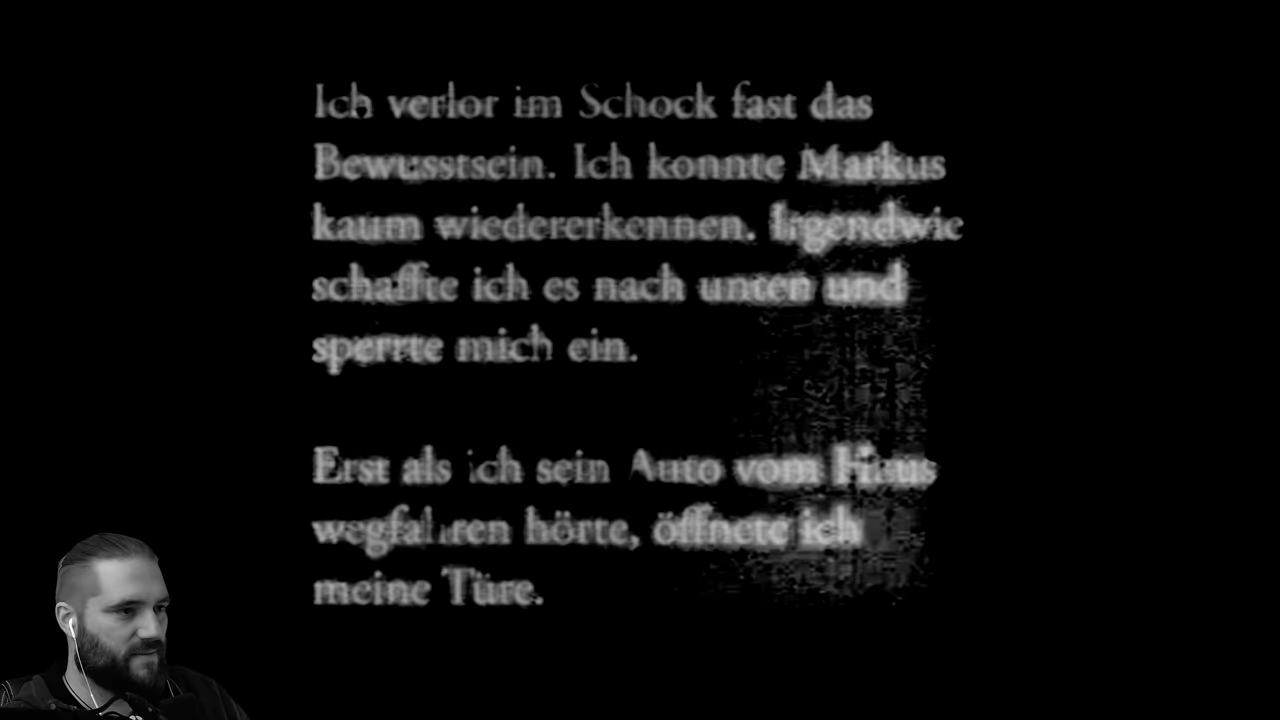 Ich verlor im Schock fast das
Bewusstsein. Ich konnte Markus
kaum wiedererkennen. Irgendwie
schaffte ich es nach unten und
sperrte mich ein.
Erst als ich sein Auto vom Haus
wegfahren hörte, öffnete ich
meine Türe.